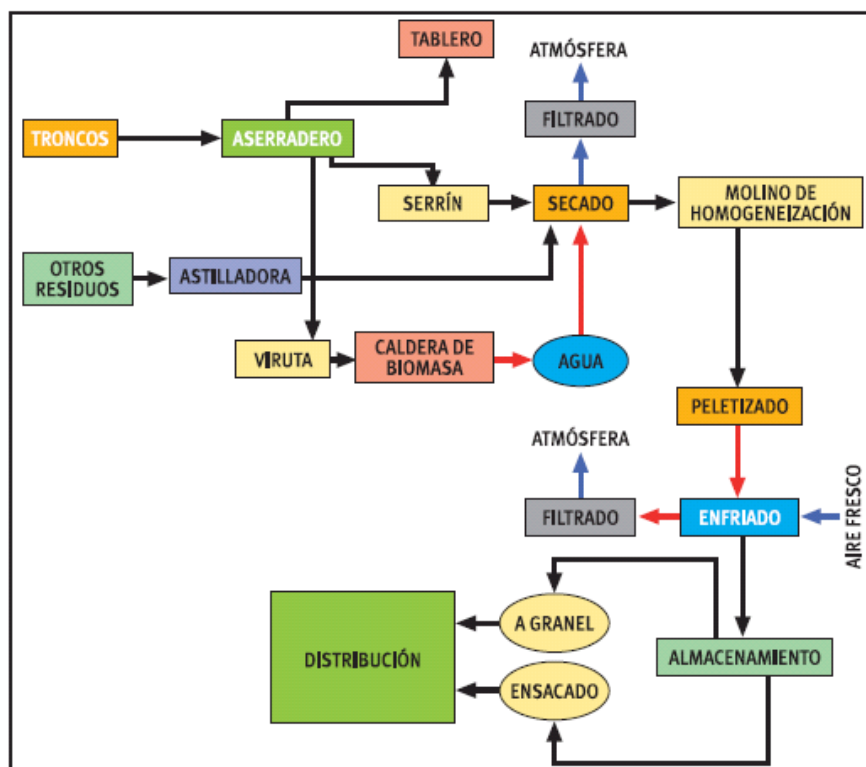 TABLERO
ATMÓSFERA
TRONCOS
ASERRADERO
FILTRADO
SERRÍN
SECADO
MOLINO DE
HOMOGENEIZACIÓN
OTROS
RESÍDUOS
ASTILLADORA
VIRUTA
CALDERA DE
BIOMASA
AGUA
PELETIZADO
ATMÓSFERA
FILTRADO
ENFRIADO
AIRE FRESCO
DISTRIBUCIÓN
A GRANEL
ENSACADO
ALMACENAMIENTO